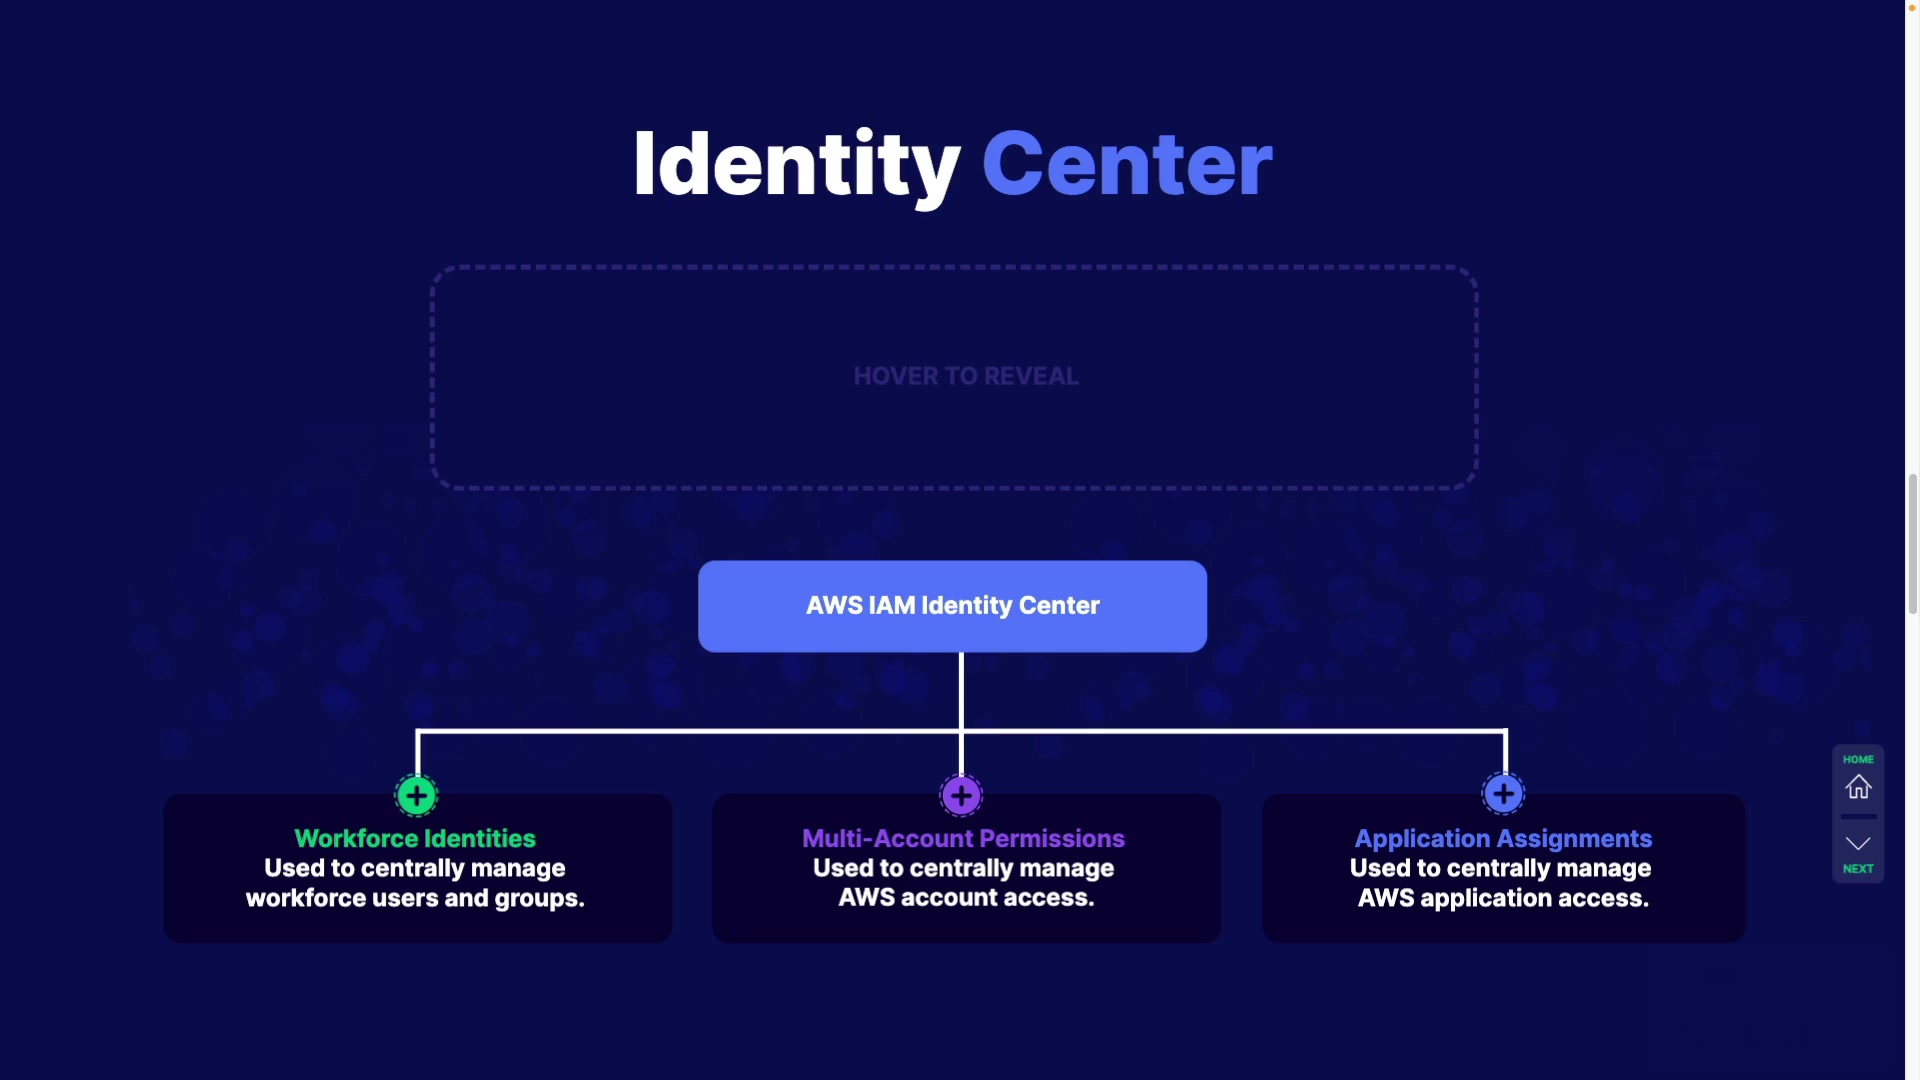 Identity Center
HOVER TO REVEAL
AWS IAM Identity Center
Workforce Identities
Used to centrally manage
workforce users and groups.
Multi-Account Permissions
Used to centrally manage
AWS account access.
Application Assignments
Used to centrally manage
AWS application access.
HOME
NEXT